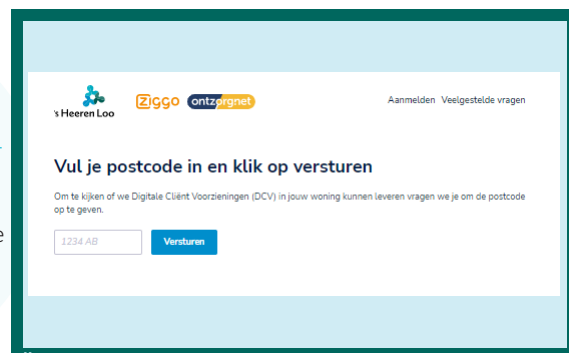 's Heeren Loo
Ziggo ontzorgnet
Aanmelden Veelgestelde vragen
Vul je postcode in en klik op versturen
Om te kijken of we Digitale Cliënt Voorzieningen (DCV) in jouw woning kunnen leveren vragen we je om de postcode
op te geven.
1234 AB Versturen